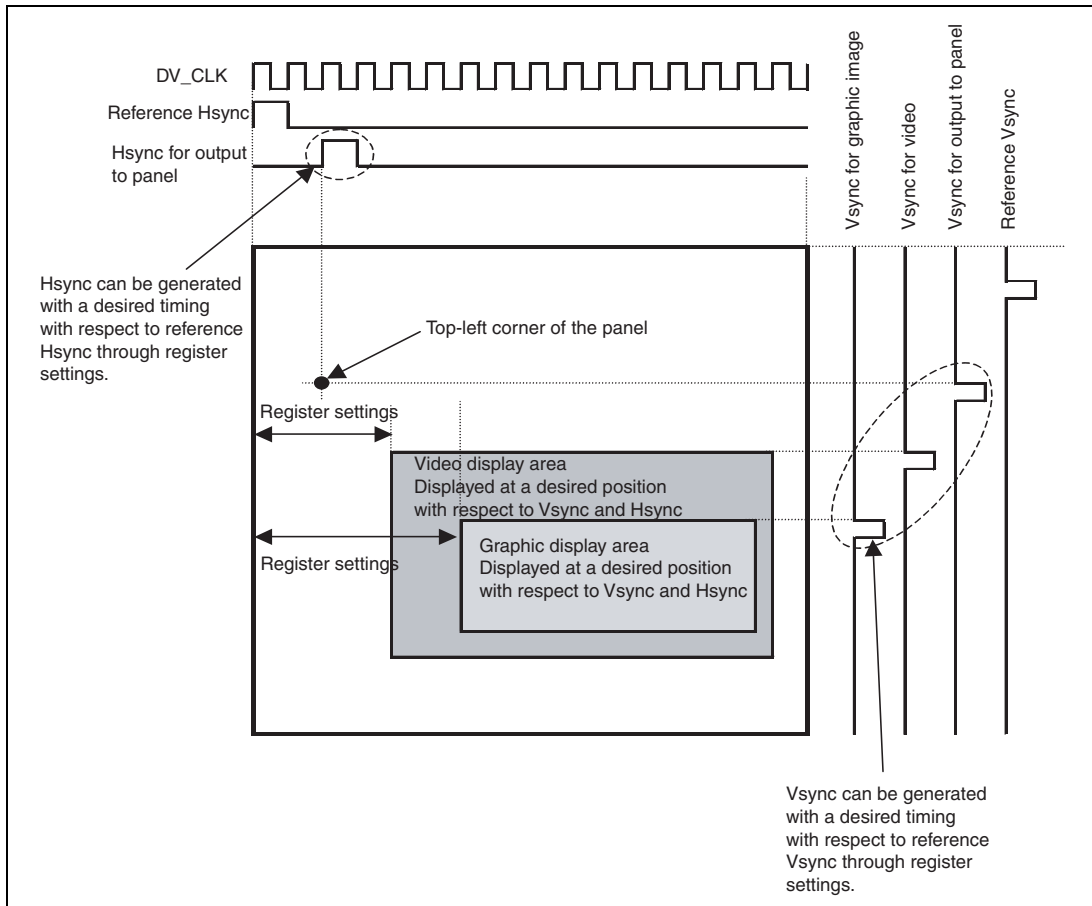 DV_CLK
Reference Hsync
Hsync for output
to panel
Vsync for graphic image
Vsync for video
Vsync for output to panel
Reference Vsync
Hsync can be generated
with a desired timing
with respect to reference
Hsync through register
settings.
Top-left corner of the panel
Register settings
Video display area
Displayed at a desired position
with respect to Vsync and Hsync
Register settings
Graphic display area
Displayed at a desired position
with respect to Vsync and Hsync
Vsync can be generated
with a desired timing
with respect to reference
Vsync through register
settings.